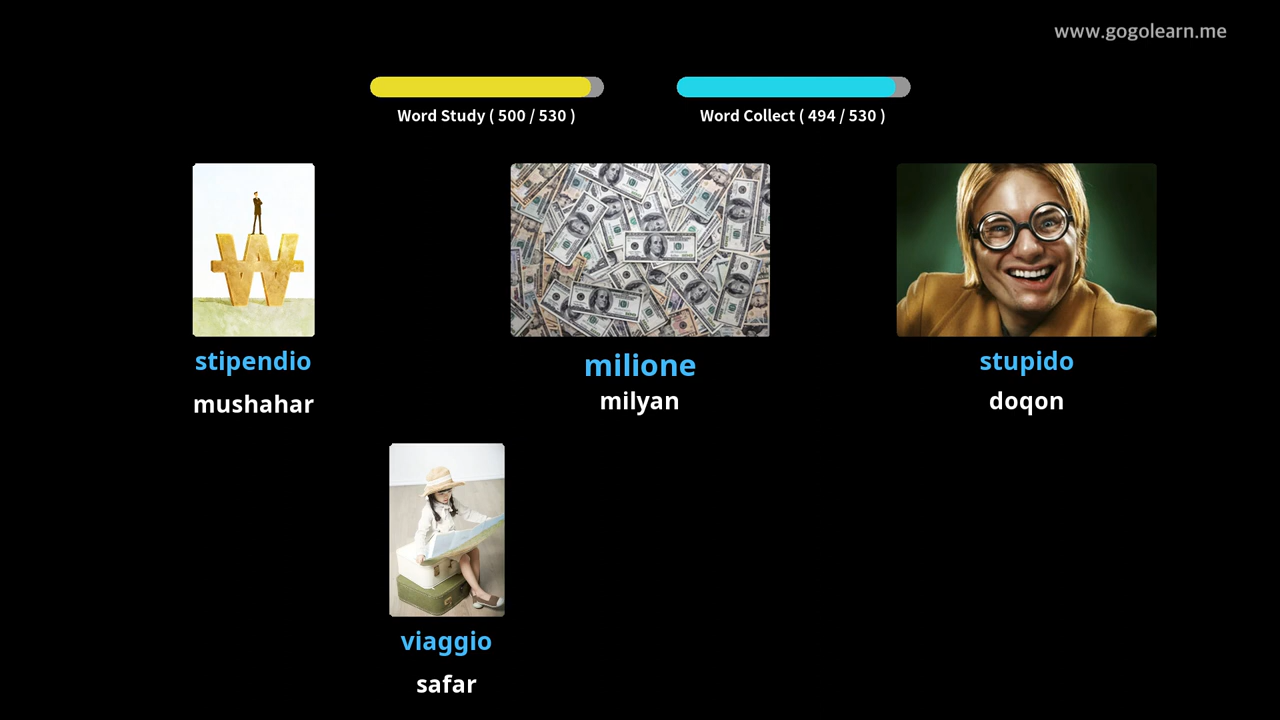 www.gogolearn.me
Word Study ( 500 / 530 )
Word Collect ( 494 / 530 )
stipendio
mushahar
milione
milyan
stupido
doqon
viaggio
safar